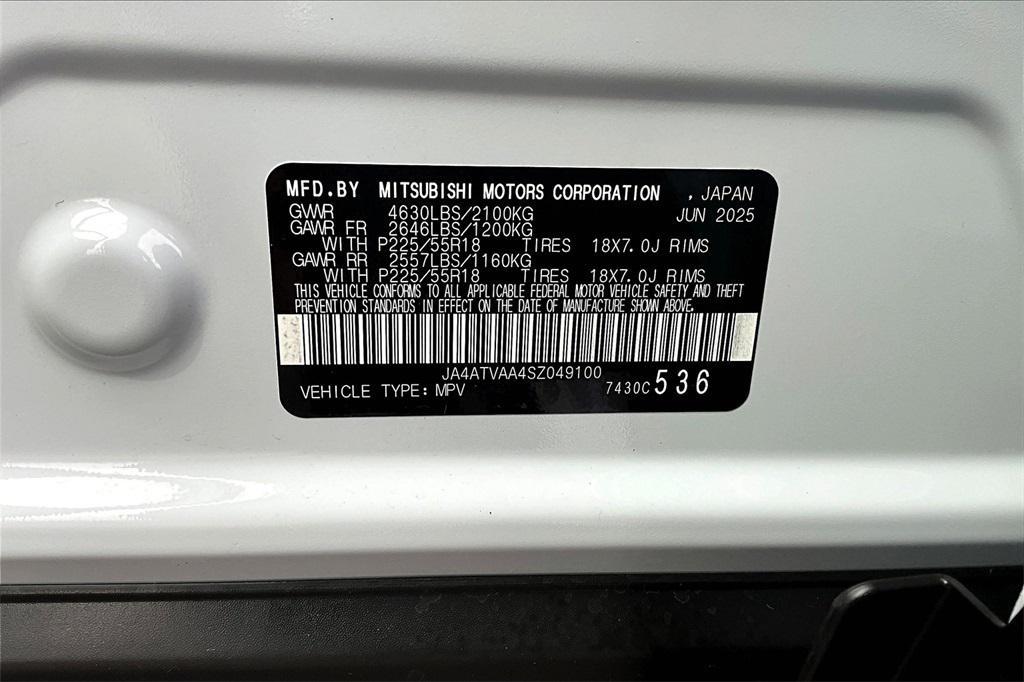 MFD.BY MITSUBISHI MOTORS CORPORATION , JAPAN
GVWR 4630LBS/2100KG JUN 2025
GAWR FR 2646LBS/1200KG
WITH P225/55R18 TIRES 18X7.0J RIMS
GAWR RR 2557LBS/1160KG
WITH P225/55R18 TIRES 18X7.0J RIMS
THIS VEHICLE CONFORMS TO ALL APPLICABLE FEDERAL MOTOR VEHICLE SAFETY AND THEFT
PREVENTION STANDARDS IN EFFECT ON THE DATE OF MANUFACTURE SHOWN ABOVE.
JA4ATVAA4SZ049100
VEHICLE TYPE: MPV 7430C 536